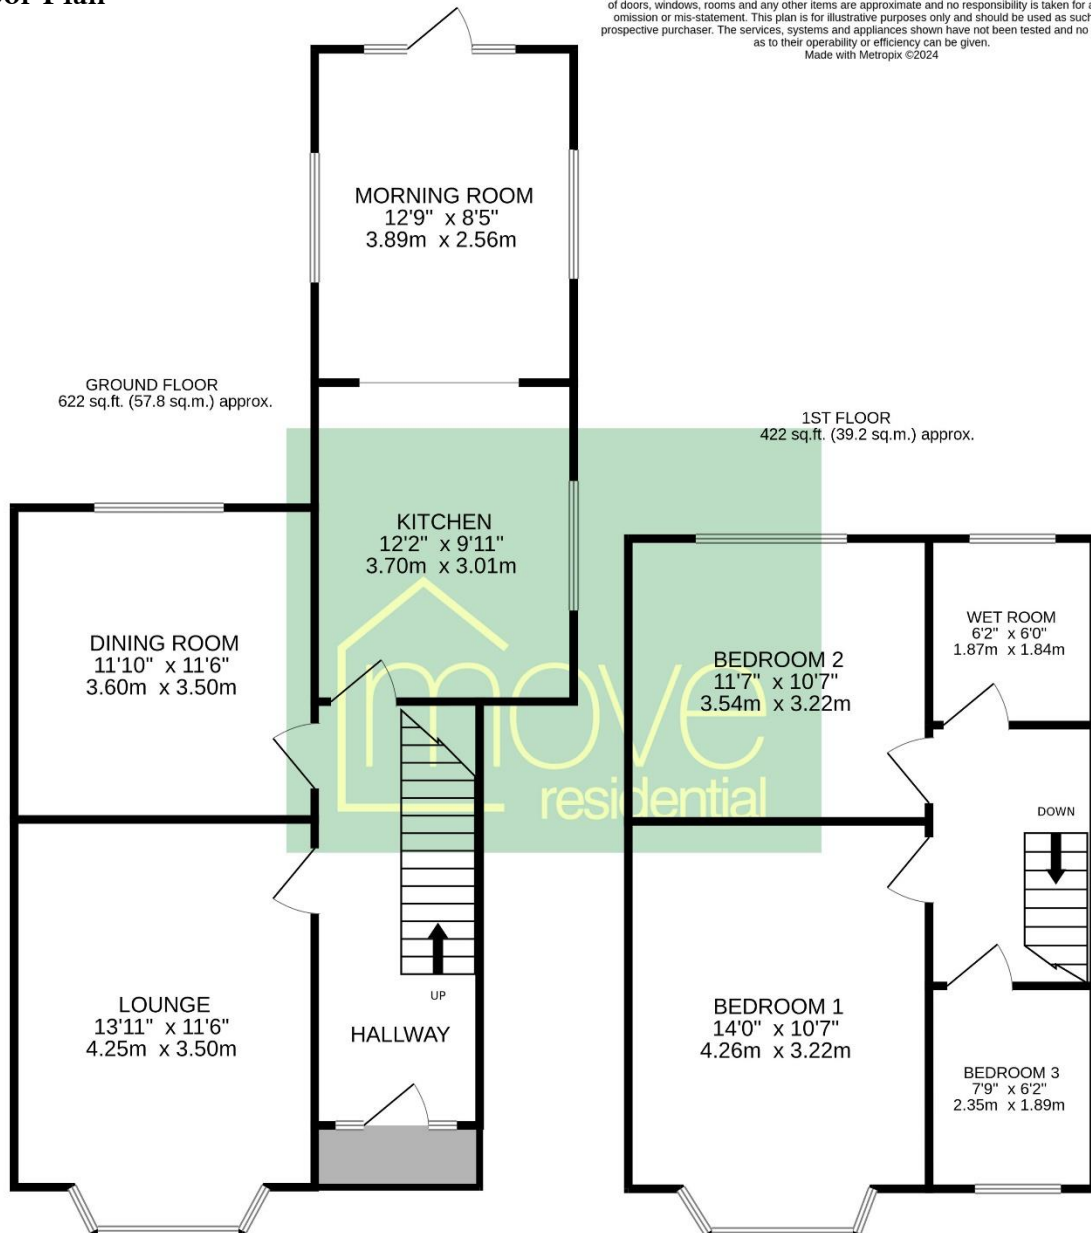 of doors, windows, rooms and any other items are approximate and no responsibility is taken for
omission or mis-statement. This plan is for illustrative purposes only and should be used as such
prospective purchaser. The services, systems and appliances shown have not been tested and no
as to their operability or efficiency can be given.
Made with Metropix ©2024
MORNING ROOM
12'9" x 8'5"
3.89m x 2.56m
GROUND FLOOR
622 sq.ft. (57.8 sq.m.) approx.
1ST FLOOR
422 sq.ft. (39.2 sq.m.) approx.
KITCHEN
12'2" x 9'11"
3.70m x 3.01m
DINING ROOM
11'10" x 11'6"
3.60m x 3.50m
BEDROOM 2
11'7" x 10'7"
3.54m x 3.22m
WET ROOM
6'2" x 6'0"
1.87m x 1.84m
move
residential
DOWN
LOUNGE
13'11" x 11'6"
4.25m x 3.50m
UP
HALLWAY
BEDROOM 1
14'0" x 10'7"
4.26m x 3.22m
BEDROOM 3
7'9" x 6'2"
2.35m x 1.89m